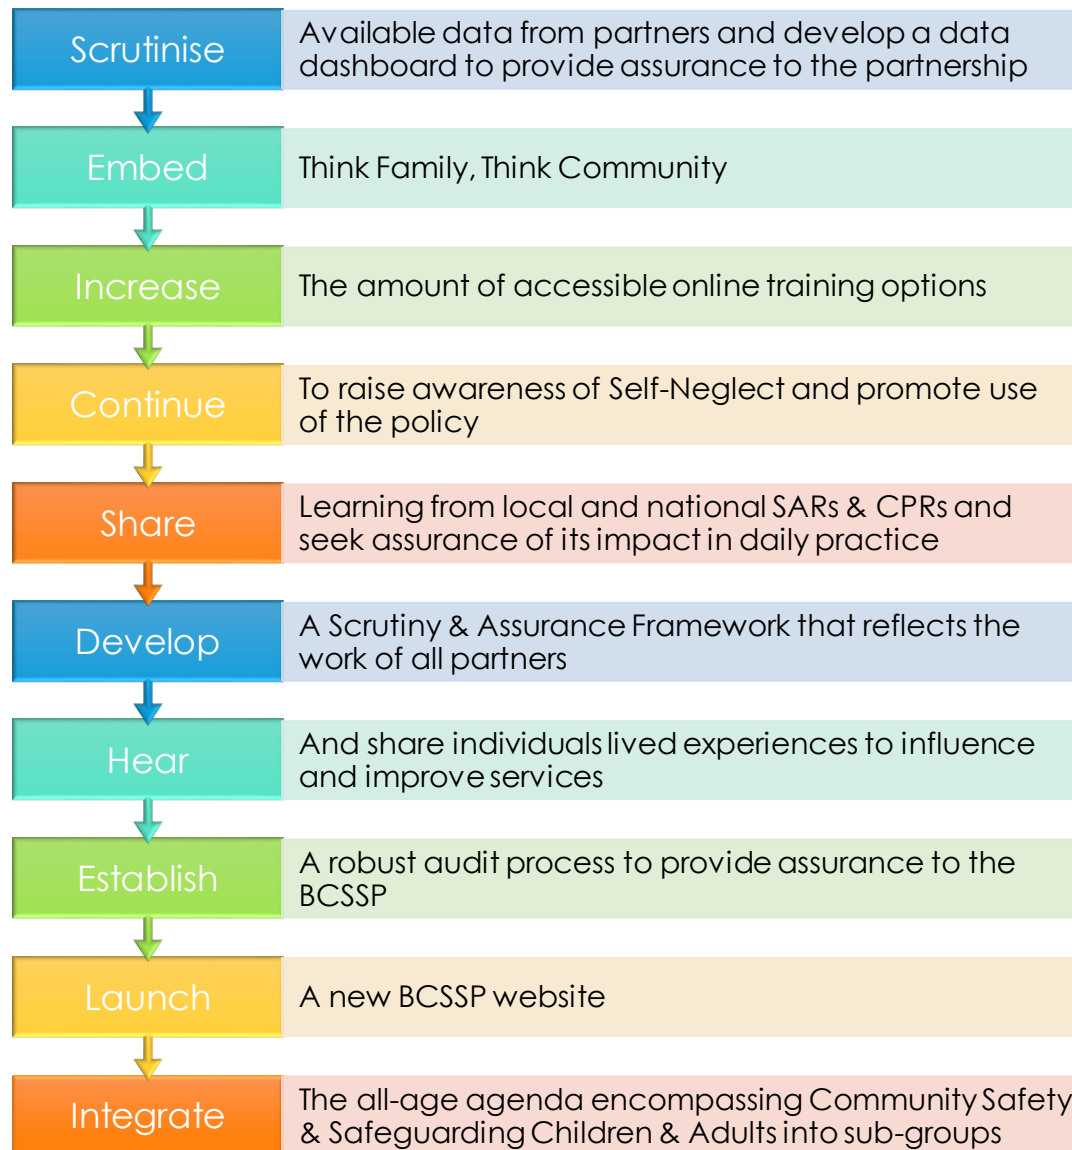 Scrutinise
Available data from partners and develop a data
dashboard to provide assurance to the partnership
Embed
Think Family, Think Community
Increase
The amount of accessible online training options
Continue
To raise awareness of Self-Neglect and promote use
of the policy
Share
Learning from local and national SARs & CPRs and
seek assurance of its impact in daily practice
Develop
A Scrutiny & Assurance Framework that reflects the
work of all partners
Hear
And share individuals lived experiences to influence
and improve services
Establish
A robust audit process to provide assurance to the
BCSSP
Launch
A new BCSSP website
Integrate
The all-age agenda encompassing Community Safety
& Safeguarding Children & Adults into sub-groups